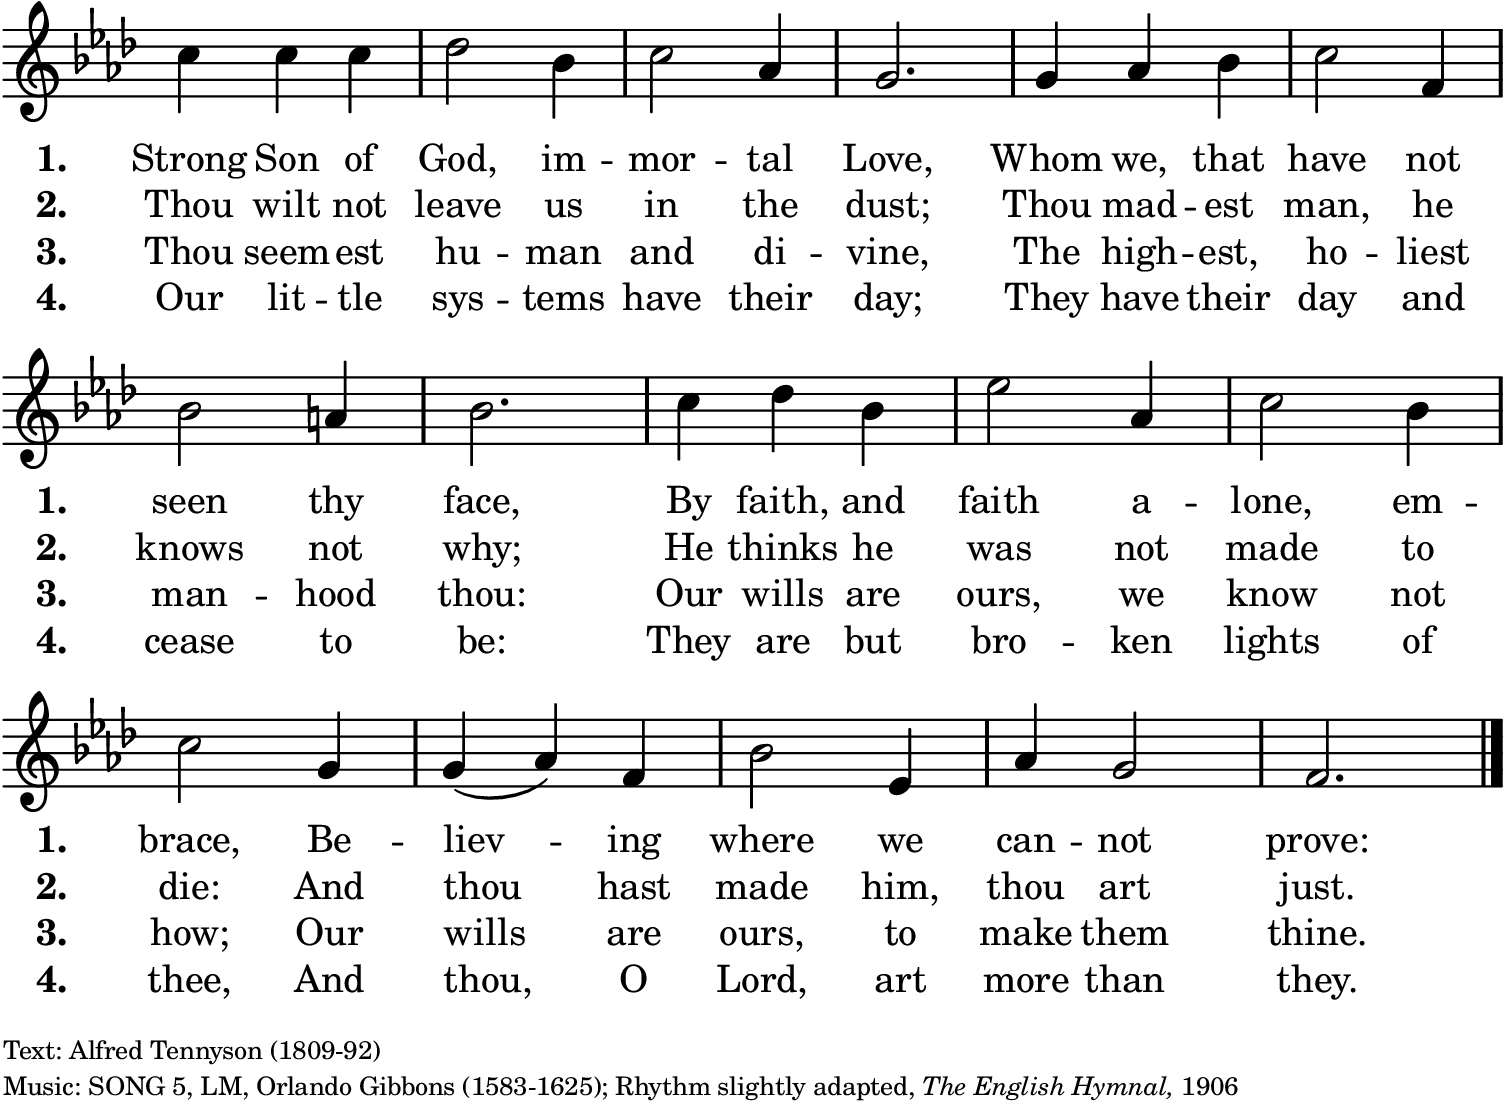 1. Strong Son of God, im -- mor -- tal Love, Whom we, that have not
2. Thou wilt not leave us in the dust; Thou mad -- est man, he
3. Thou seem -- est hu -- man and di -- vine, The high -- est, ho -- liest
4. Our lit -- tle sys -- tems have their day; They have their day and
1. seen thy face, By faith, and faith a -- lone, em --
2. knows not why; He thinks he was not made to
3. man -- hood thou: Our wills are ours, we know not
4. cease to be: They are but bro -- ken lights of
1. brace, Be -- liev -- ing where we can -- not prove:
2. die: And thou hast made him, thou art just.
3. how; Our wills are ours, to make them thine.
4. thee, And thou, O Lord, art more than they.
Text: Alfred Tennyson (1809-92)
Music: SONG 5, LM, Orlando Gibbons (1583-1625); Rhythm slightly adapted, The English Hymnal, 1906